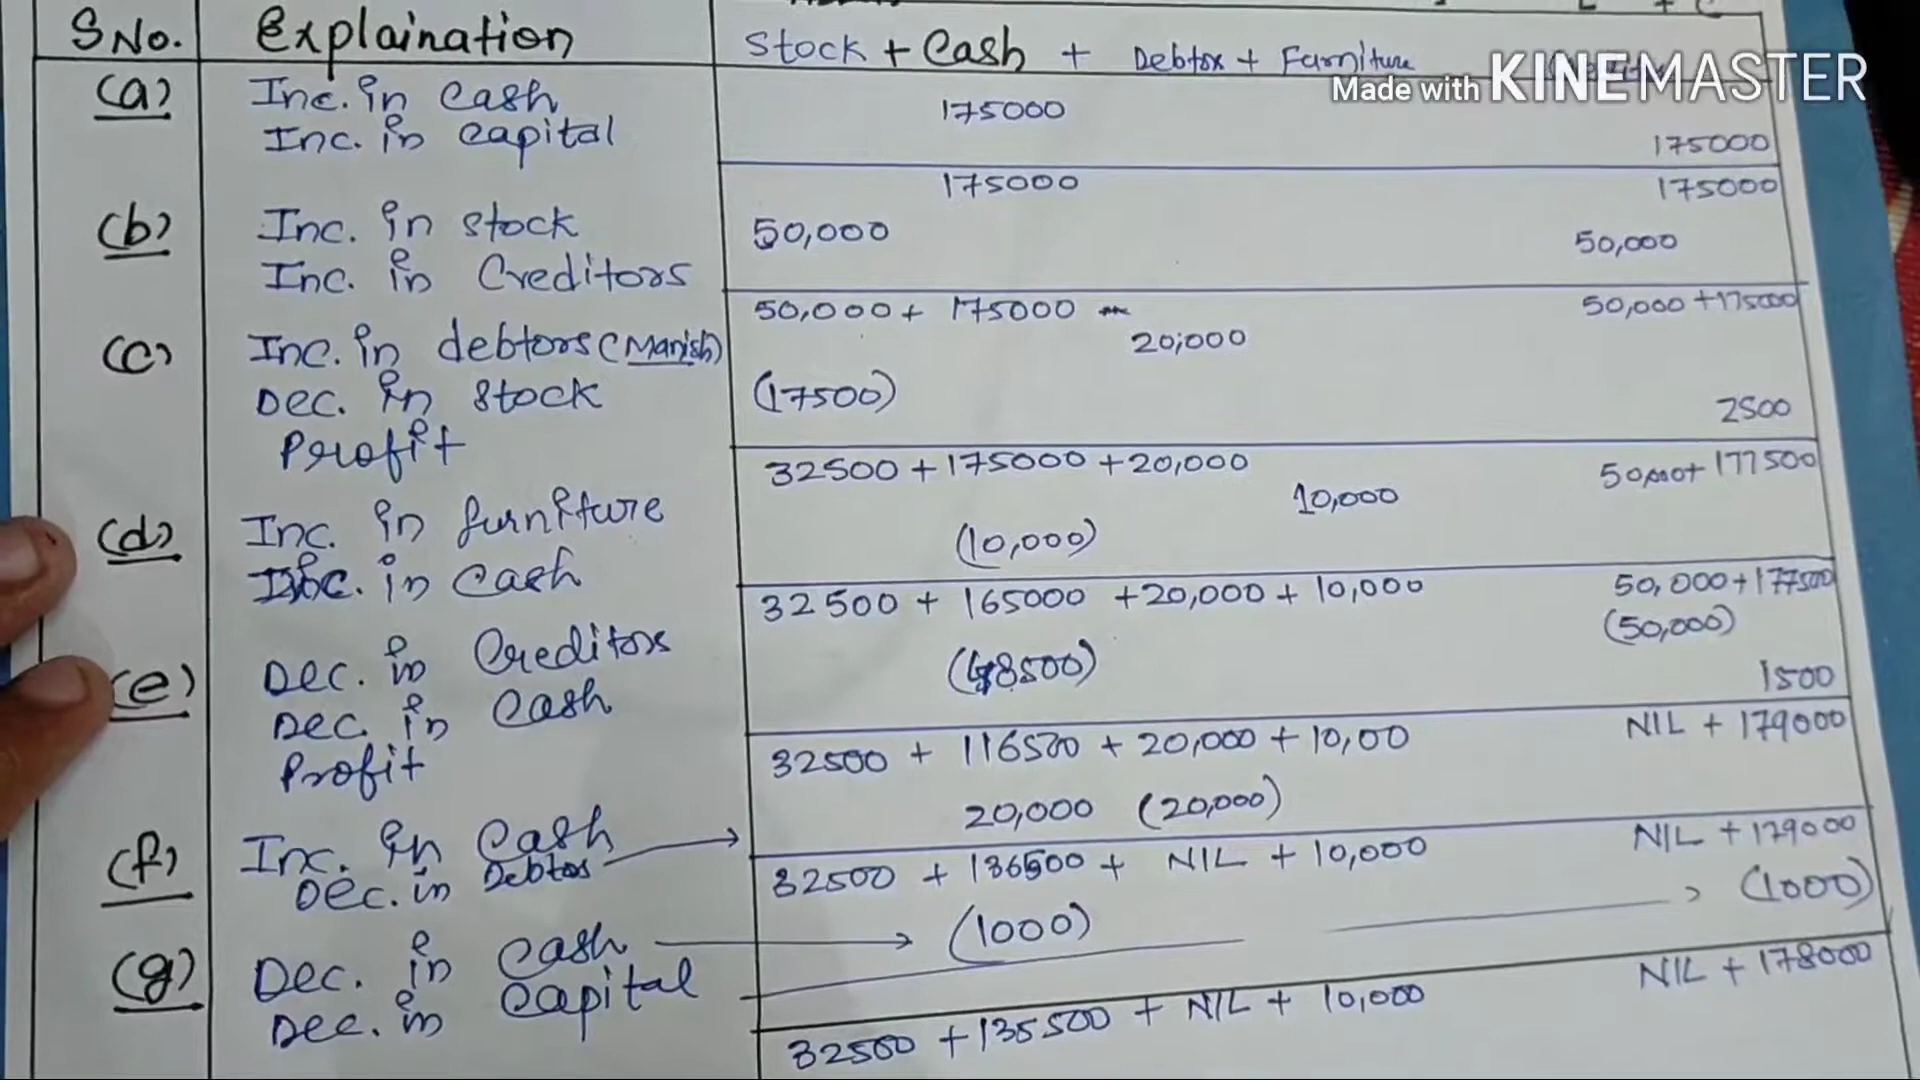 S No. Explaination Stock + Cash + Debtox + Furniture
Made with KINEMASTER
(a) Inc. in cash 175000
Inc. in capital 175000
175000 175000
(b) Inc. in stock 50,000
Inc. in Creditors 50,000
50,000 + 175000 50,000 + 175000
(c) Inc. in debtors (Manish) 20,000
Dec. in stock (17500)
Profit 2500
32500 + 175000 + 20,000 177500
(d) Inc. in furniture 10,000
in cash (10,000)
32500 + 165000 + 20,000 + 10,000 50,000 + 177500
(e) Dec. in Creditors (50,000)
Dec. in cash (48500)
Profit 1500
32500 + 116500 + 20,000 + 10,00 NIL + 179000
(f) Inc. in Cash 20,000 (20,000)
Dec. in Debtos
32500 + 136500 + NIL + 10,000 NIL + 179000
(g) Dec. in cash (1000) (1000)
Dec. in capital
32500 + 135500 + NIL + 10,000 NIL + 178000